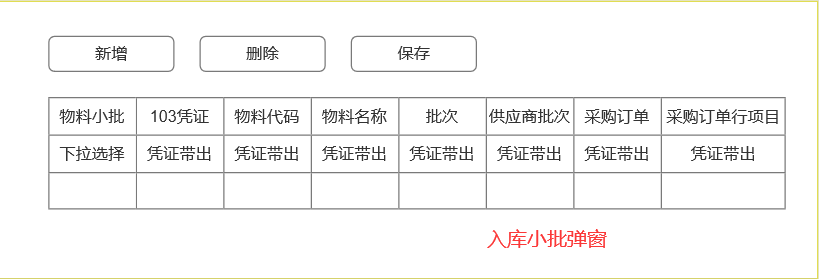 新增 删除 保存
物料小批 103凭证 物料代码 物料名称 批次 供应商批次 采购订单 采购订单行项目
下拉选择 凭证带出 凭证带出 凭证带出 凭证带出 凭证带出 凭证带出 凭证带出
入库小批弹窗